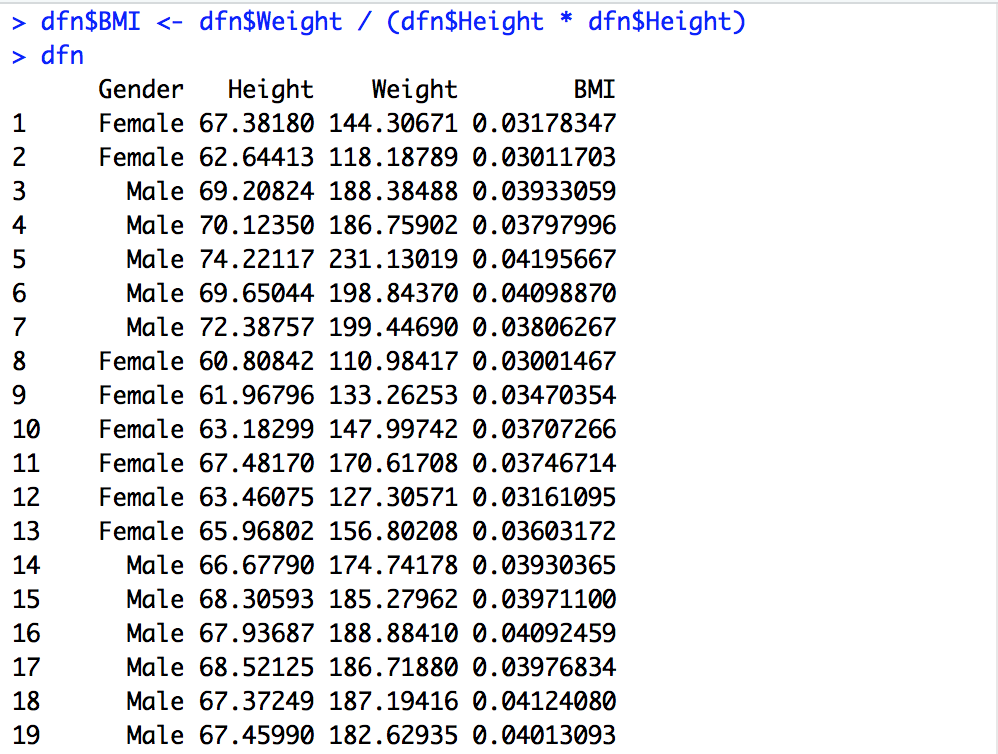 > dfn$BMI <- dfn$Weight / (dfn$Height * dfn$Height)
> dfn
Gender Height Weight BMI
1 Female 67.38180 144.30671 0.03178347
2 Female 62.64413 118.18789 0.03011703
3 Male 69.20824 188.38488 0.03933059
4 Male 70.12350 186.75902 0.03797996
5 Male 74.22117 231.13019 0.04195667
6 Male 69.65044 198.84370 0.04098870
7 Male 72.38757 199.44690 0.03806267
8 Female 60.80842 110.98417 0.03001467
9 Female 61.96796 133.26253 0.03470354
10 Female 63.18299 147.99742 0.03707266
11 Female 67.48170 170.61708 0.03746714
12 Female 63.46075 127.30571 0.03161095
13 Female 65.96802 156.80208 0.03603172
14 Male 66.67790 174.74178 0.03930365
15 Male 68.30593 185.27962 0.03971100
16 Male 67.93687 188.88410 0.04092459
17 Male 68.52125 186.71880 0.03976834
18 Male 67.37249 187.19416 0.04124080
19 Male 67.45990 182.62935 0.04013093